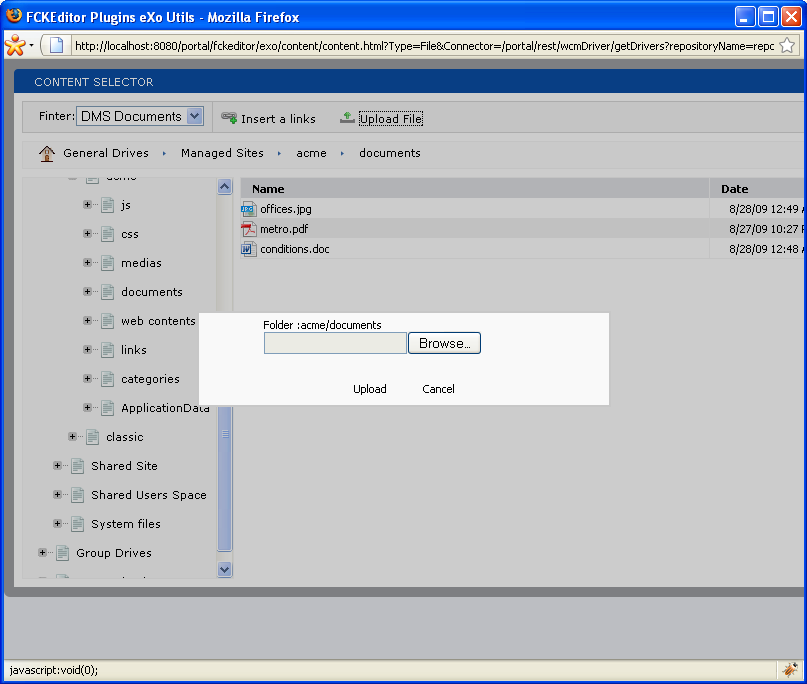 FCKEditor Plugins eXo Utils - Mozilla Firefox
http://localhost:8080/portal/fckeditor/exo/content/content.html?Type=File&Connector=/portal/rest/wcmDriver/getDrivers?repositoryName=repo
CONTENT SELECTOR
Finter: DMS Documents Insert a links Upload File
General Drives Managed Sites acme documents
acme
Name Date
js
offices.jpg 8/28/09 12:49 A
css
metro.pdf 8/27/09 10:27 P
conditions.doc 8/28/09 12:48 A
medias
documents
web contents
Folder :acme/documents
Browse...
links
categories
Upload Cancel
ApplicationData
classic
Shared Site
Shared Users Space
System files
Group Drives
javascript:void(0);